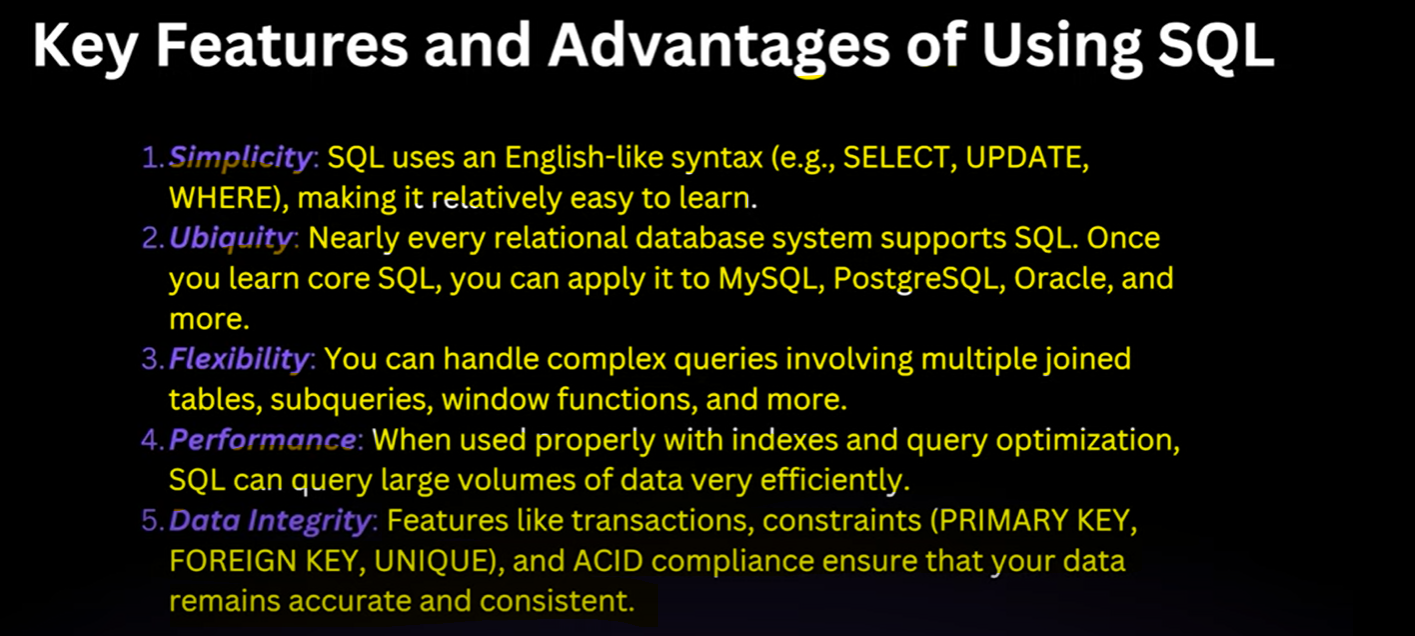 Key Features and Advantages of Using SQL
1. Simplicity: SQL uses an English-like syntax (e.g., SELECT, UPDATE,
WHERE), making it relatively easy to learn.
2. Ubiquity: Nearly every relational database system supports SQL. Once
you learn core SQL, you can apply it to MySQL, PostgreSQL, Oracle, and
more.
3. Flexibility: You can handle complex queries involving multiple joined
tables, subqueries, window functions, and more.
4. Performance: When used properly with indexes and query optimization,
SQL can query large volumes of data very efficiently.
5. Data Integrity: Features like transactions, constraints (PRIMARY KEY,
FOREIGN KEY, UNIQUE), and ACID compliance ensure that your data
remains accurate and consistent.